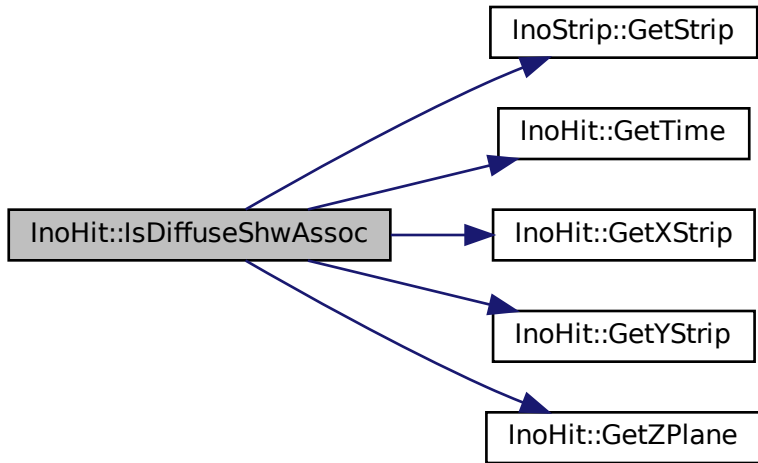 InoStrip::GetStrip
InoHit::GetTime
InoHit::IsDiffuseShwAssoc
InoHit::GetXStrip
InoHit::GetYStrip
InoHit::GetZPlane